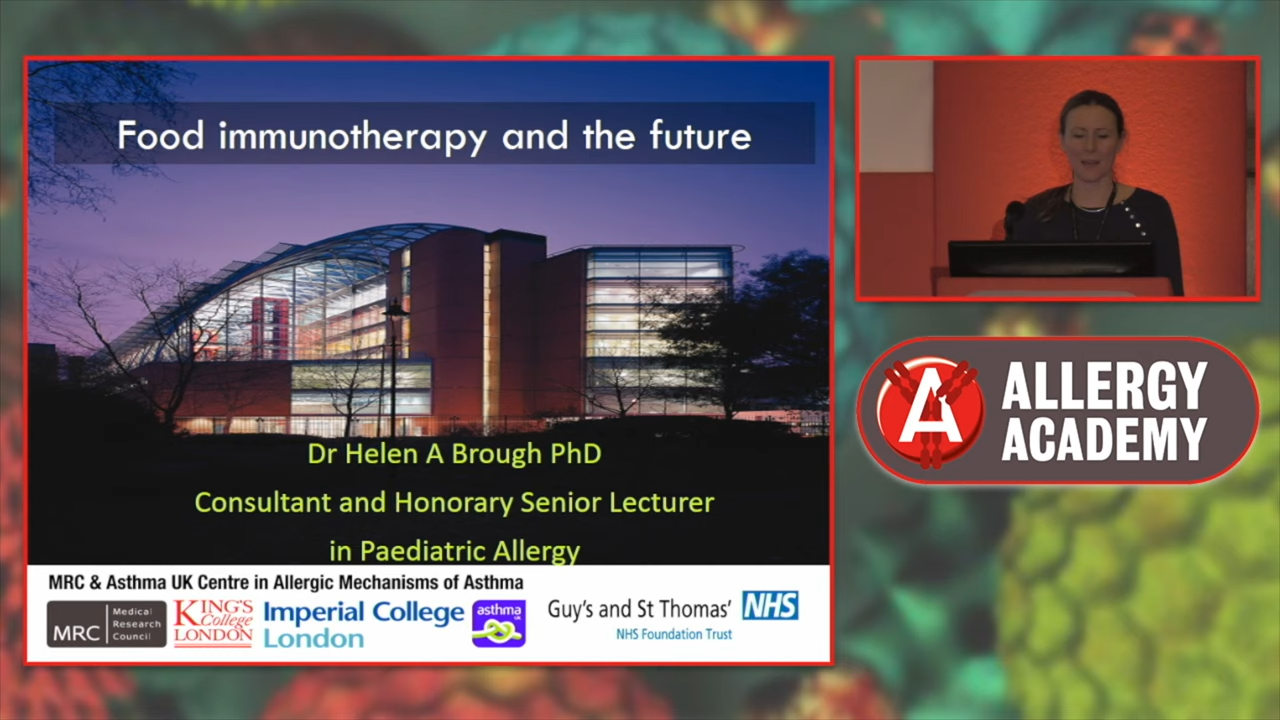 Food immunotherapy and the future
Dr Helen A Brough PhD
Consultant and Honorary Senior Lecturer
in Paediatric Allergy
MRC & Asthma UK Centre in Allergic Mechanisms of Asthma
MRC
Medical
Research
Council
KING'S
College
LONDON
Imperial College
London
asthma
UK
Guy's and St Thomas'
NHS
NHS Foundation Trust
A
ALLERGY
ACADEMY